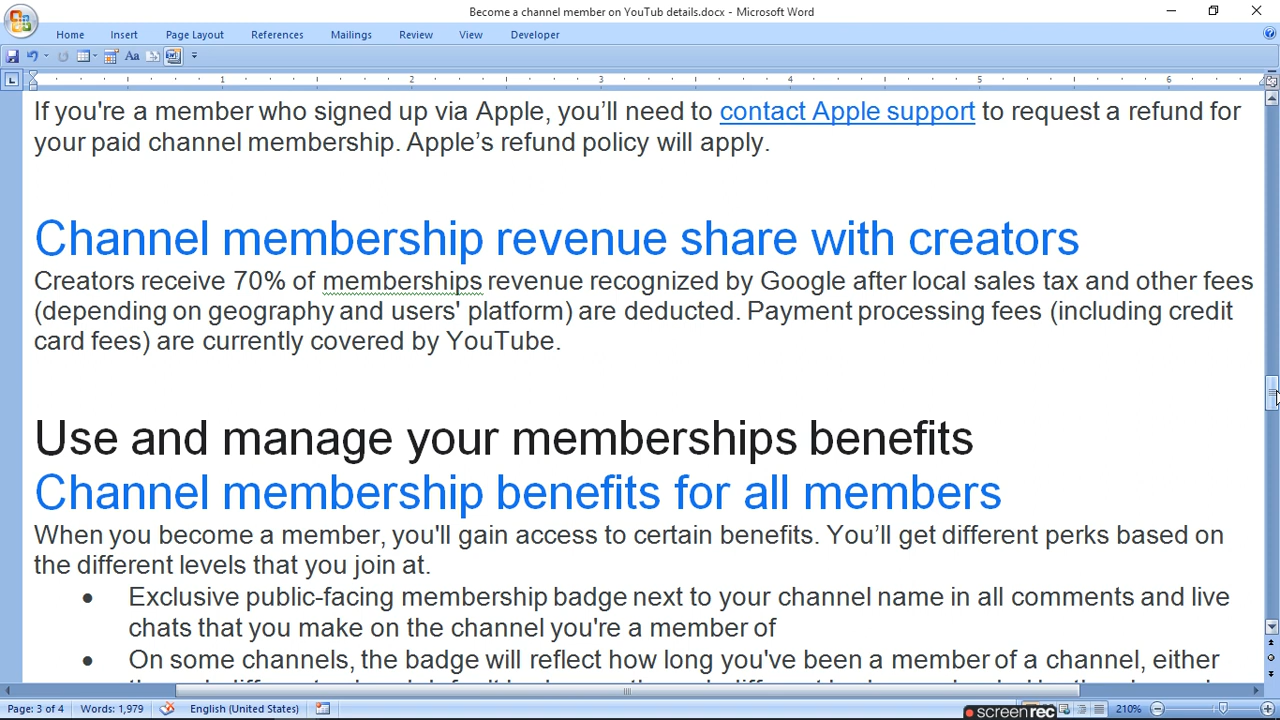 Become a channel member on YouTub details.docx - Microsoft Word
Home Insert Page Layout References Mailings Review View Developer
Aa
1 2 3 4 5 6
If you're a member who signed up via Apple, you’ll need to contact Apple support to request a refund for
your paid channel membership. Apple’s refund policy will apply.
Channel membership revenue share with creators
Creators receive 70% of memberships revenue recognized by Google after local sales tax and other fees
(depending on geography and users' platform) are deducted. Payment processing fees (including credit
card fees) are currently covered by YouTube.
Use and manage your memberships benefits
Channel membership benefits for all members
When you become a member, you'll gain access to certain benefits. You’ll get different perks based on
the different levels that you join at.
• Exclusive public-facing membership badge next to your channel name in all comments and live
chats that you make on the channel you're a member of
• On some channels, the badge will reflect how long you've been a member of a channel, either
Page: 3 of 4 Words: 1,979 English (United States) screenrec 210%